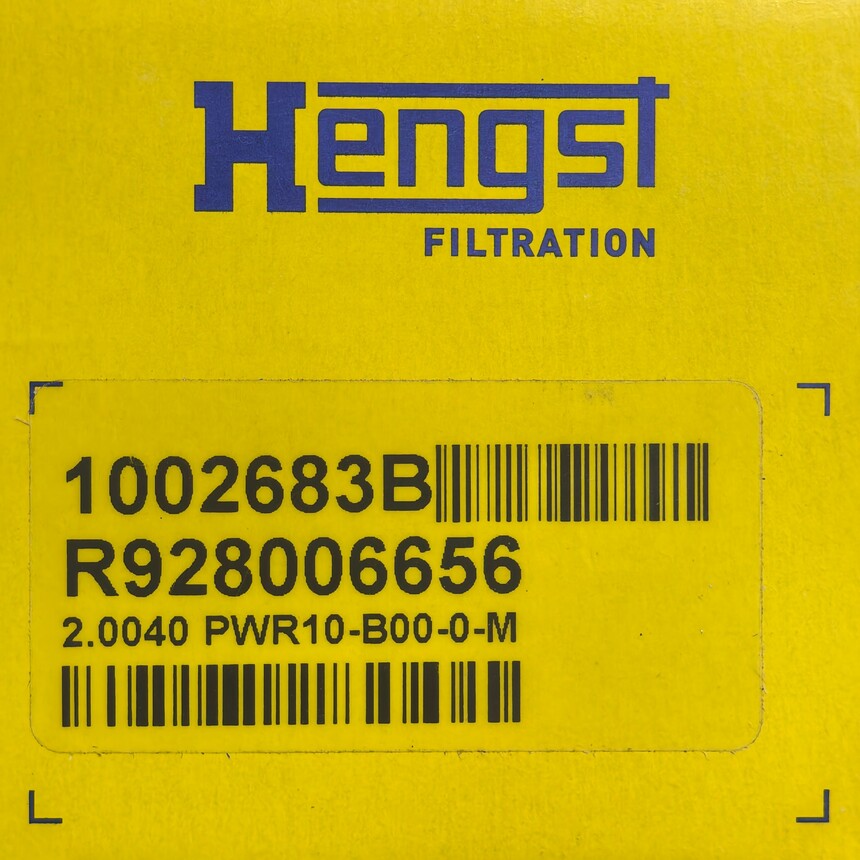 Hengst
FILTRATION
1002683B
R928006656
2.0040 PWR10-B00-0-M